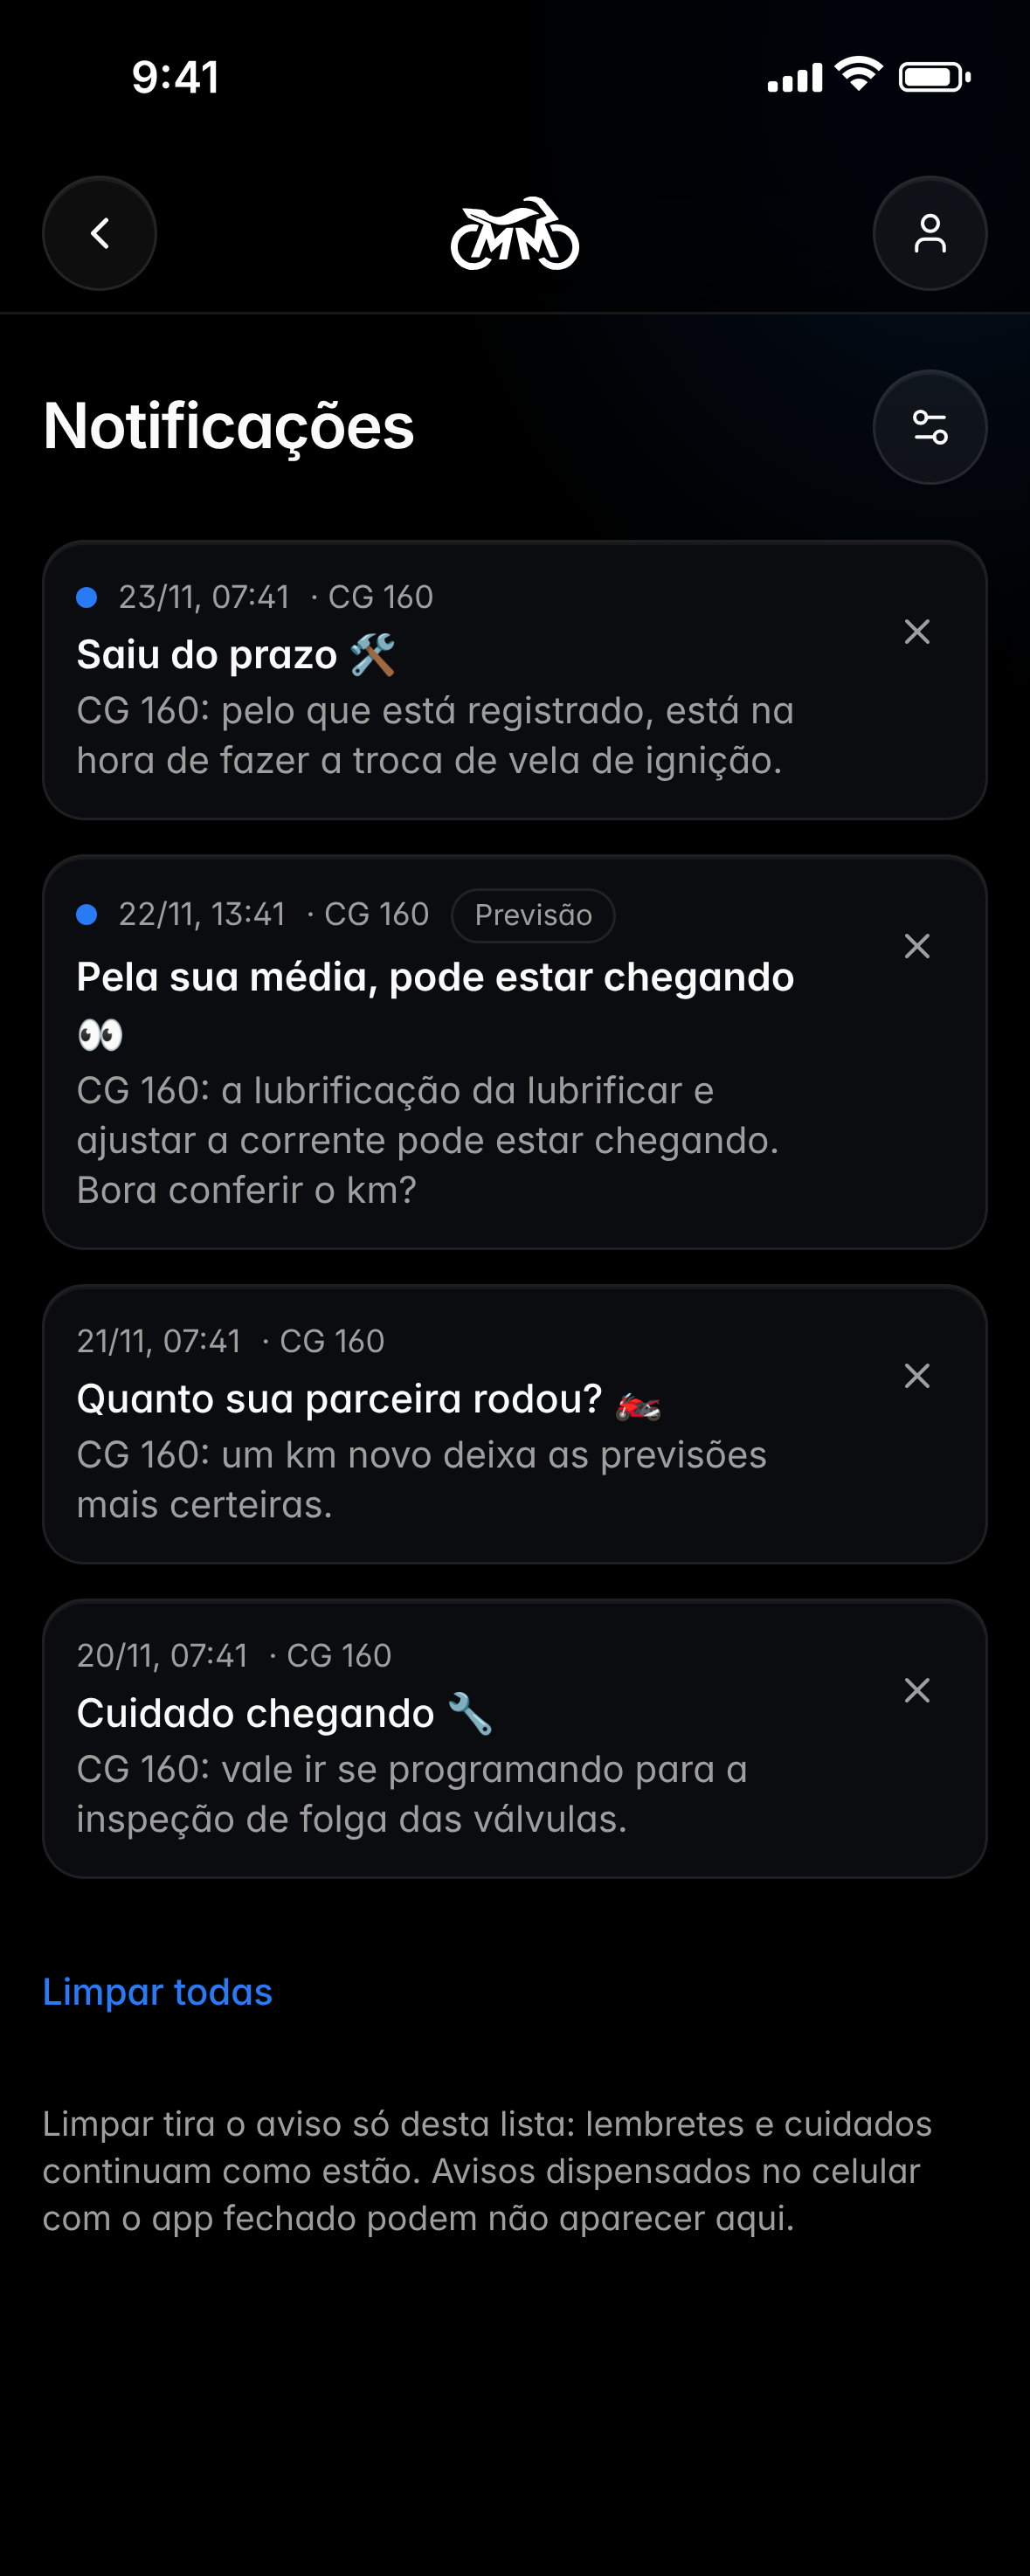 9:41
MM
Notificações
23/11, 07:41 · CG 160
Saiu do prazo 🛠️
CG 160: pelo que está registrado, está na
hora de fazer a troca de vela de ignição.
22/11, 13:41 · CG 160 Previsão
Pela sua média, pode estar chegando
👀
CG 160: a lubrificação da lubrificar e
ajustar a corrente pode estar chegando.
Bora conferir o km?
21/11, 07:41 · CG 160
Quanto sua parceira rodou? 🏍️
CG 160: um km novo deixa as previsões
mais certeiras.
20/11, 07:41 · CG 160
Cuidado chegando 🔧
CG 160: vale ir se programando para a
inspeção de folga das válvulas.
Limpar todas
Limpar tira o aviso só desta lista: lembretes e cuidados
continuam como estão. Avisos dispensados no celular
com o app fechado podem não aparecer aqui.